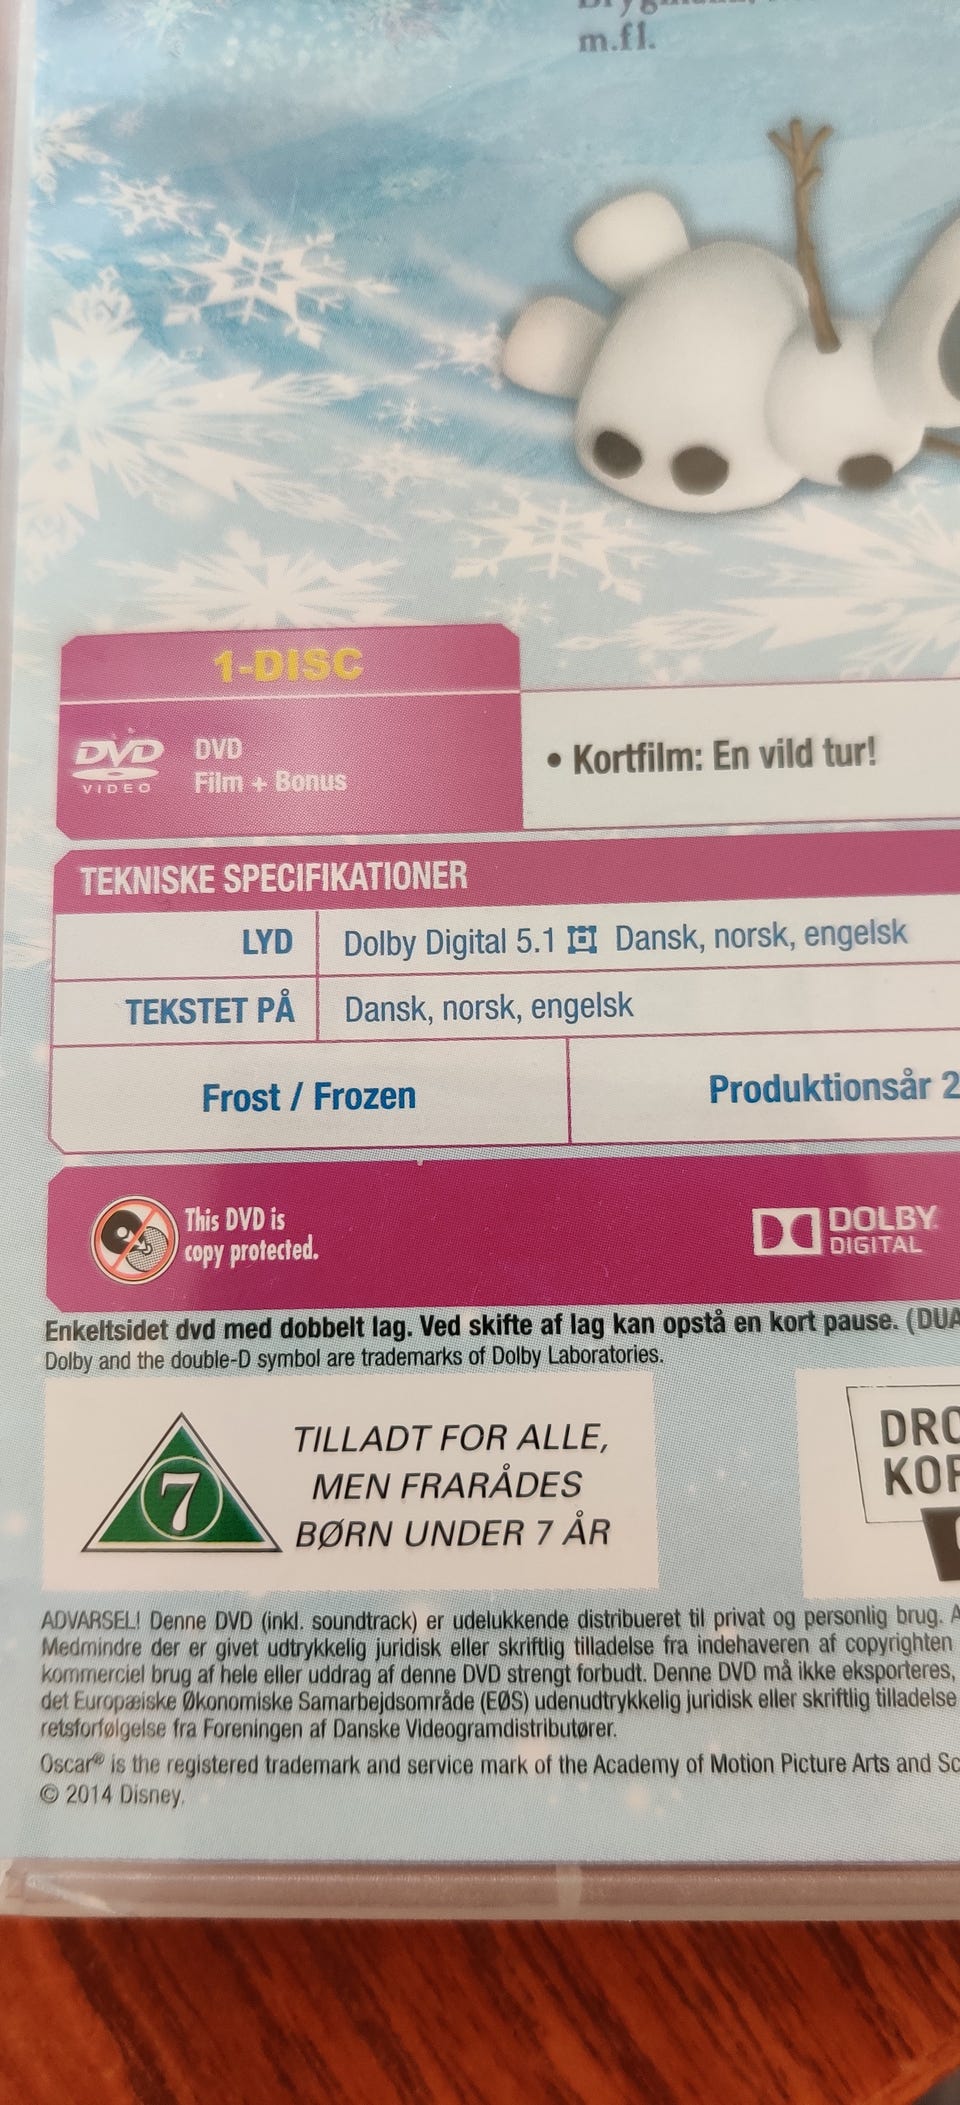 m.fl.
1-DISC
DVD
VIDEO
DVD
Film + Bonus
• Kortfilm: En vild tur!
TEKNISKE SPECIFIKATIONER
LYD
Dolby Digital 5.1 Dansk, norsk, engelsk
TEKSTET PÅ
Dansk, norsk, engelsk
Frost / Frozen
Produktionsår 2
This DVD is
copy protected.
DOLBY
DIGITAL
Enkeltsidet dvd med dobbelt lag. Ved skifte af lag kan opstå en kort pause. (DUA
Dolby and the double-D symbol are trademarks of Dolby Laboratories.
7
TILLADT FOR ALLE,
MEN FRARÅDES
BØRN UNDER 7 ÅR
DRO
KOP
ADVARSEL! Denne DVD (inkl. soundtrack) er udelukkende distribueret til privat og personlig brug. A
Medmindre der er givet udtrykkelig juridisk eller skriftlig tilladelse fra indehaveren af copyrighten
kommerciel brug af hele eller uddrag af denne DVD strengt forbudt. Denne DVD må ikke eksporteres,
det Europæiske Økonomiske Samarbejdsområde (EØS) udenudtrykkelig juridisk eller skriftlig tilladelse
retsforfølgelse fra Foreningen af Danske Videogramdistributører.
Oscar® is the registered trademark and service mark of the Academy of Motion Picture Arts and Sc
© 2014 Disney.